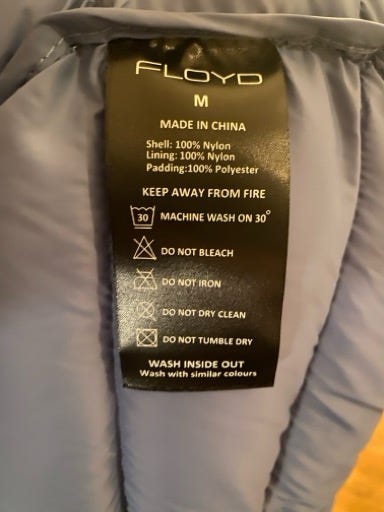 FLOYD
M
MADE IN CHINA
Shell: 100% Nylon
Lining: 100% Nylon
Padding:100% Polyester
KEEP AWAY FROM FIRE
30 MACHINE WASH ON 30°
DO NOT BLEACH
DO NOT IRON
DO NOT DRY CLEAN
DO NOT TUMBLE DRY
WASH INSIDE OUT
Wash with similar colours